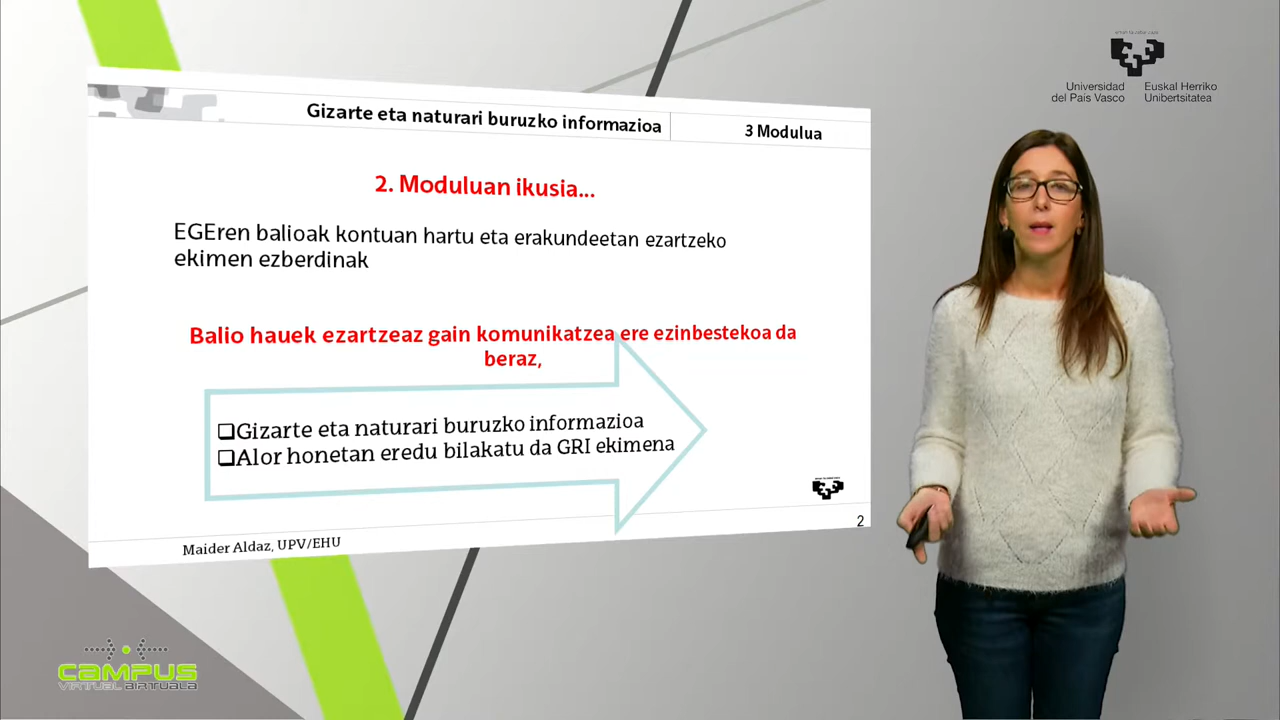 Universidad
del País Vasco
Euskal Herriko
Unibertsitatea
Gizarte eta naturari buruzko informazioa
3 Modulua
2. Moduluan ikusia...
EGEren balioak kontuan hartu eta erakundeetan ezartzeko
ekimen ezberdinak
Balio hauek ezartzeaz gain komunikatzea ere ezinbestekoa da
beraz,
❑Gizarte eta naturari buruzko informazioa
❑Alor honetan eredu bilakatu da GRI ekimena
2
Maider Aldaz, UPV/EHU
CAMPUS
VIRTUAL BIRTUALA